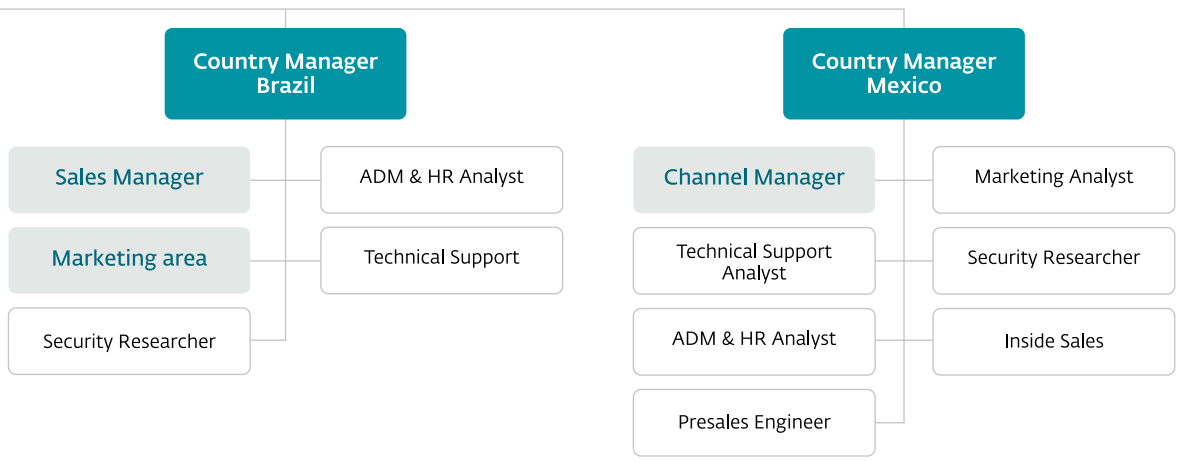 Country Manager
Brazil
Sales Manager
ADM & HR Analyst
Marketing area
Technical Support
Security Researcher
Country Manager
Mexico
Channel Manager
Marketing Analyst
Technical Support
Analyst
Security Researcher
ADM & HR Analyst
Inside Sales
Presales Engineer